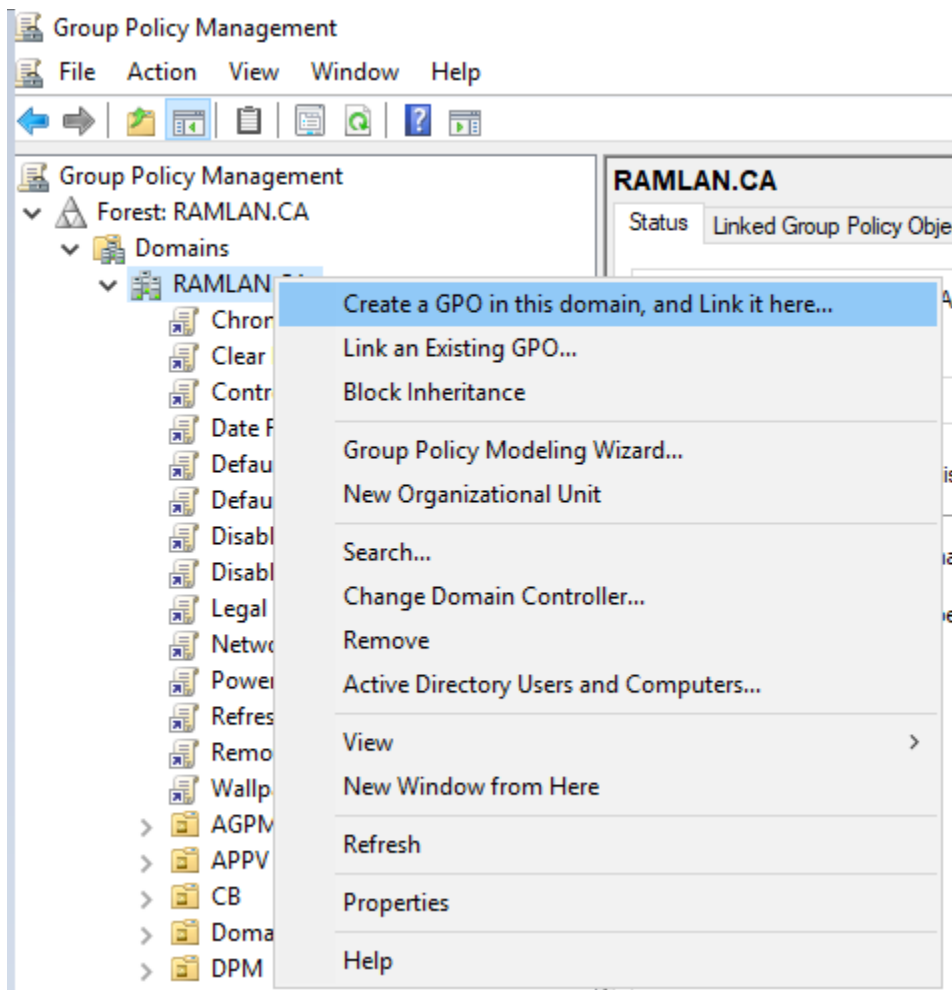 Group Policy Management
File Action View Window Help
Group Policy Management
RAMLAN.CA
Forest: RAMLAN.CA
Status Linked Group Policy Obje
Domains
RAMLAN
Create a GPO in this domain, and Link it here...
Chron
Clear
Link an Existing GPO...
Contr
Block Inheritance
Date F
Defau
Group Policy Modeling Wizard...
Defau
New Organizational Unit
Disabl
Search...
Disabl
Change Domain Controller...
Legal
Netwo
Remove
Power
Active Directory Users and Computers...
Refres
Remo
View
Wallp
New Window from Here
AGPM
Refresh
APPV
CB
Properties
Doma
DPM
Help